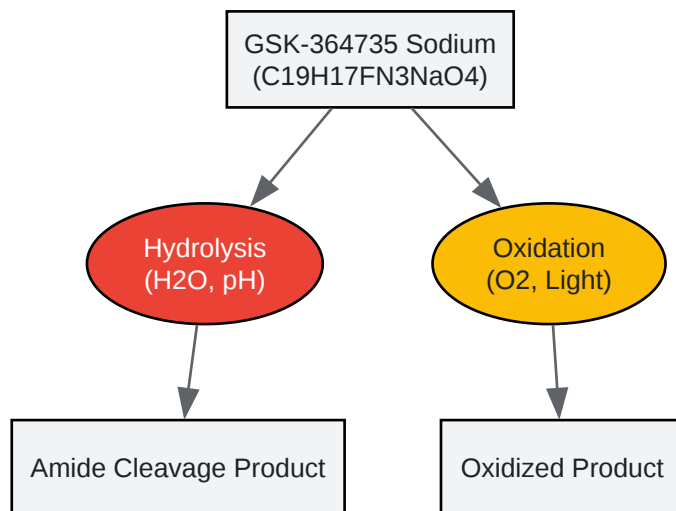 GSK-364735 Sodium
(C19H17FN3NaO4)
Hydrolysis
(H2O, pH)
Oxidation
(O2, Light)
Amide Cleavage Product
Oxidized Product